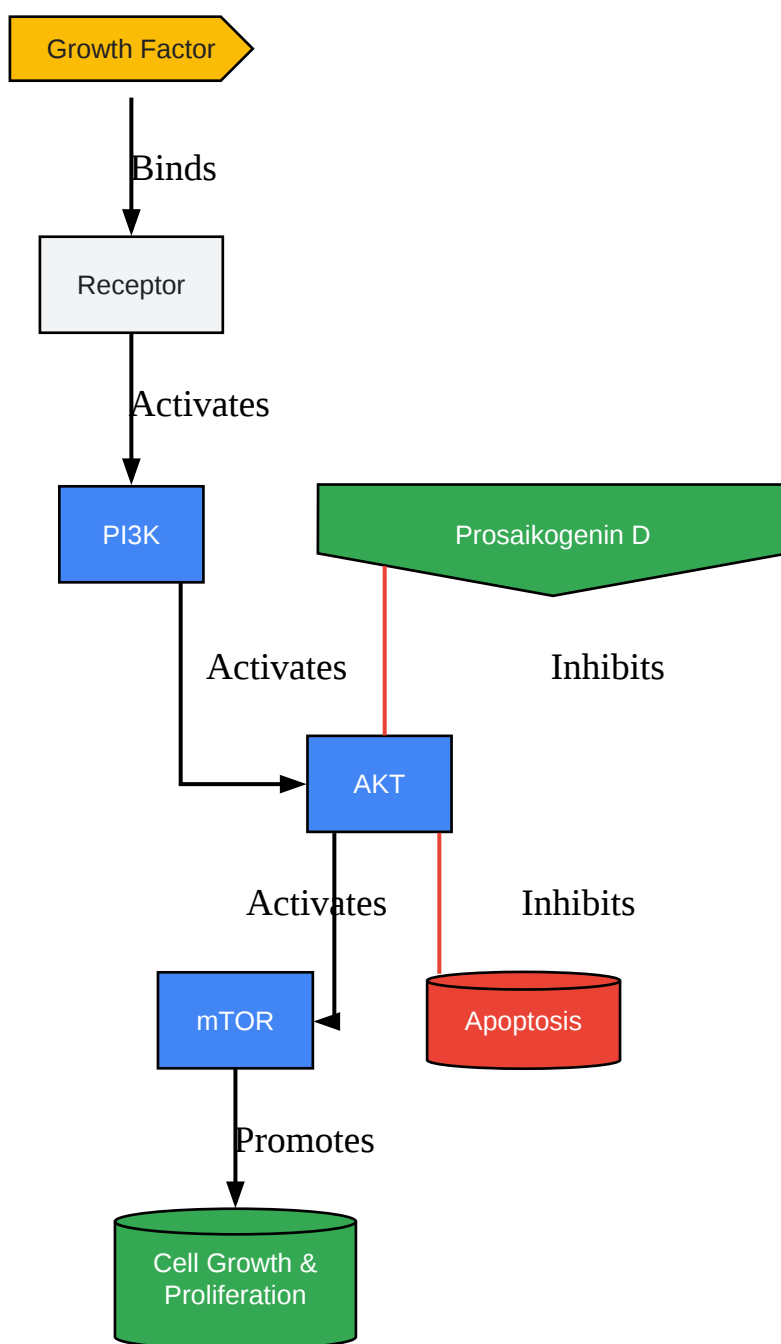 Growth Factor
Binds
Receptor
Activates
PI3K
Prosaikogenin D
Activates
Inhibits
AKT
Activates
Inhibits
mTOR
Apoptosis
Promotes
Cell Growth &
Proliferation